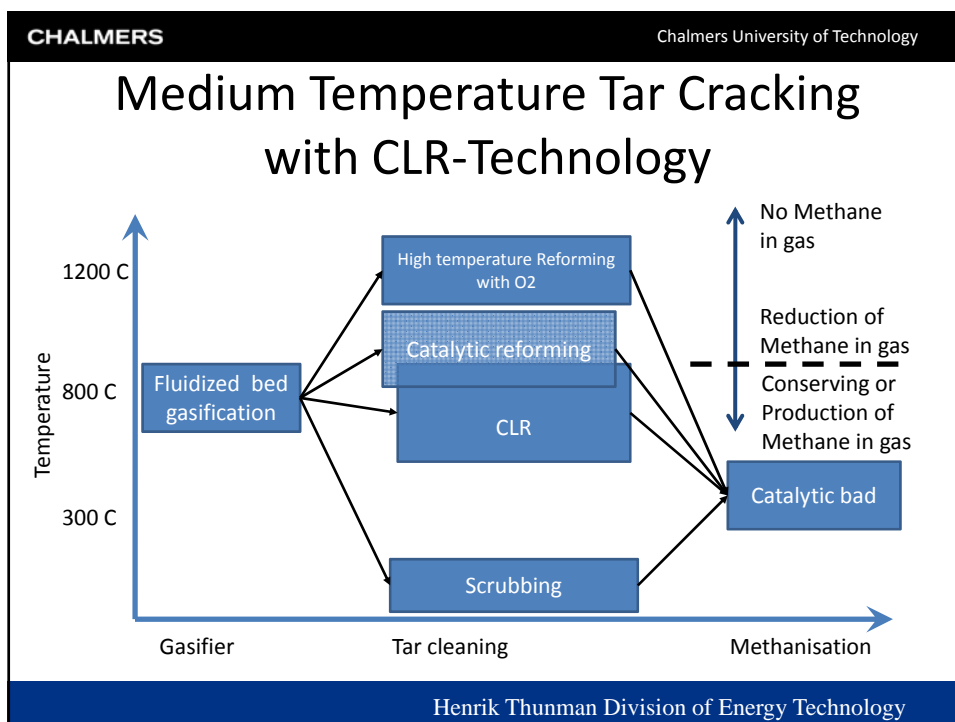 CHALMERS
Chalmers University of Technology
Medium Temperature Tar Cracking
with CLR-Technology
No Methane
in gas
1200 C
High temperature Reforming
with O2
Reduction of
Methane in gas
Catalytic reforming
Fluidized bed
gasification
800 C
Conserving or
Production of
Methane in gas
CLR
Temperature
Catalytic bad
300 C
Scrubbing
Gasifier
Tar cleaning
Methanisation
Henrik Thunman Division of Energy Technology